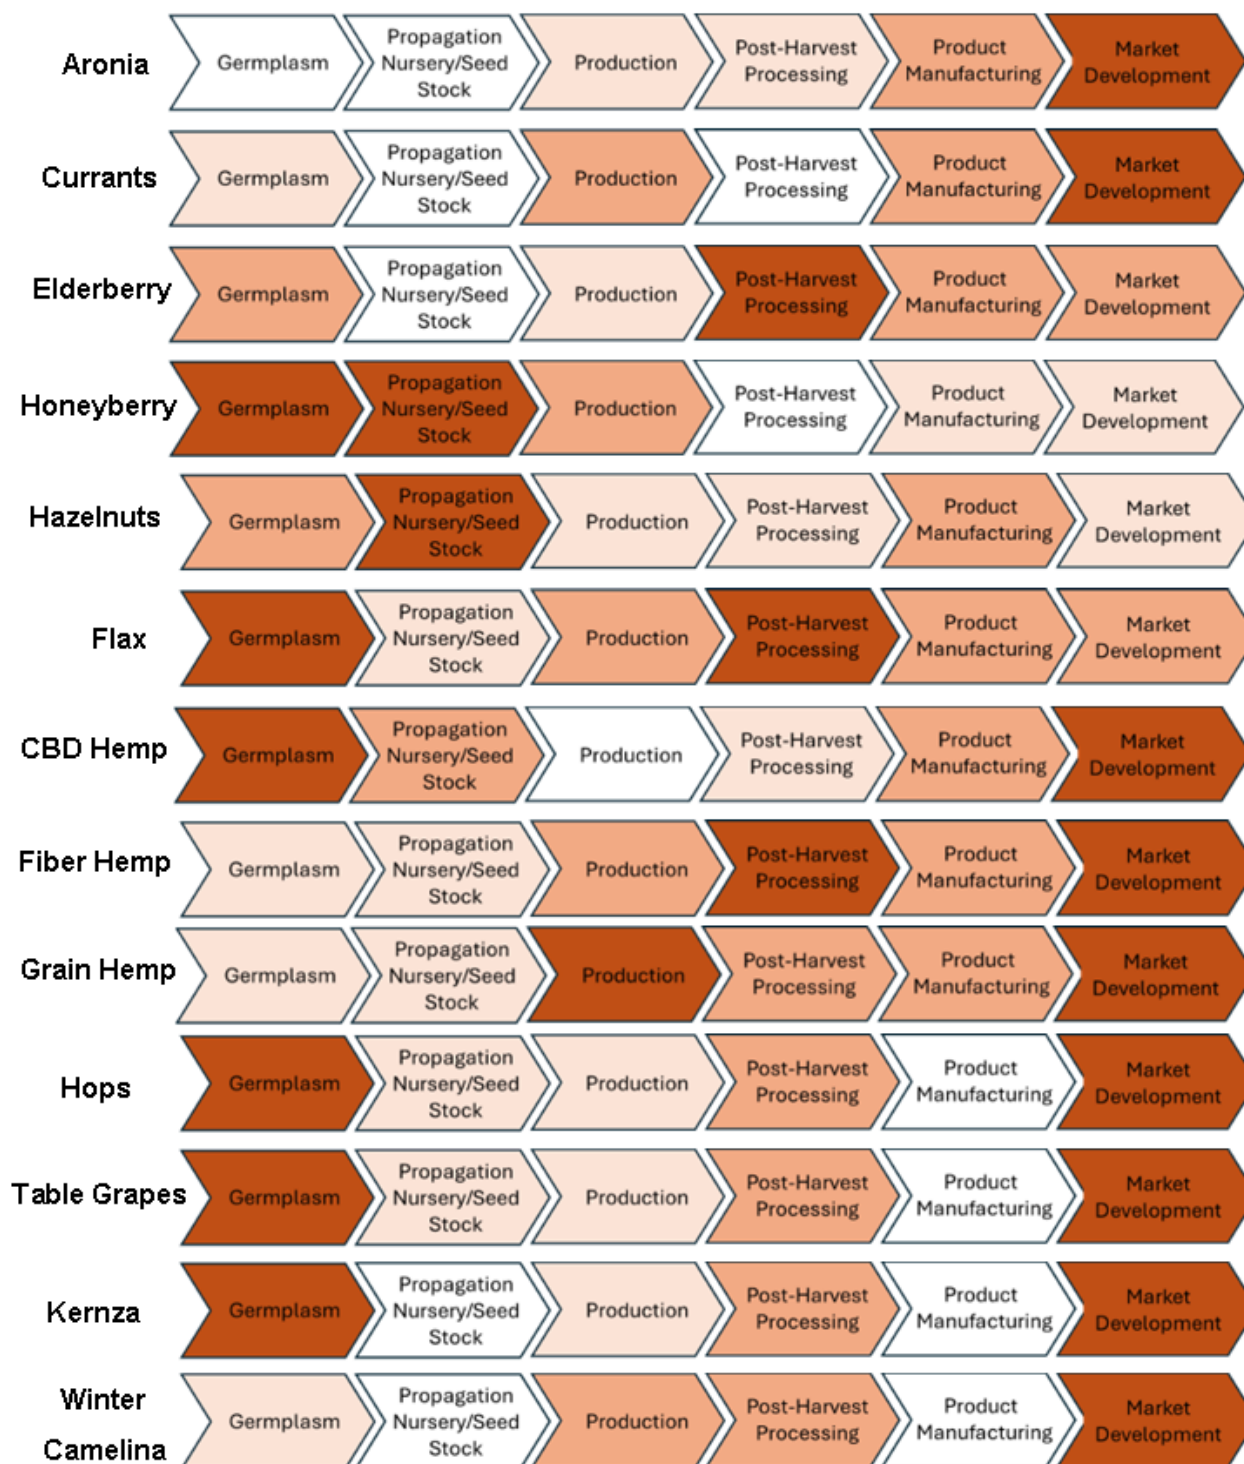 Aronia
Germplasm
Propagation
Nursery/Seed
Stock
Production
Post-Harvest
Processing
Product
Manufacturing
Market
Development
Currants
Germplasm
Propagation
Nursery/Seed
Stock
Production
Post-Harvest
Processing
Product
Manufacturing
Market
Development
Elderberry
Germplasm
Propagation
Nursery/Seed
Stock
Production
Post-Harvest
Processing
Product
Manufacturing
Market
Development
Honeyberry
Germplasm
Propagation
Nursery/Seed
Stock
Production
Post-Harvest
Processing
Product
Manufacturing
Market
Development
Hazelnuts
Germplasm
Propagation
Nursery/Seed
Stock
Production
Post-Harvest
Processing
Product
Manufacturing
Market
Development
Flax
Germplasm
Propagation
Nursery/Seed
Stock
Production
Post-Harvest
Processing
Product
Manufacturing
Market
Development
CBD Hemp
Germplasm
Propagation
Nursery/Seed
Stock
Production
Post-Harvest
Processing
Product
Manufacturing
Market
Development
Fiber Hemp
Germplasm
Propagation
Nursery/Seed
Stock
Production
Post-Harvest
Processing
Product
Manufacturing
Market
Development
Grain Hemp
Germplasm
Propagation
Nursery/Seed
Stock
Production
Post-Harvest
Processing
Product
Manufacturing
Market
Development
Hops
Germplasm
Propagation
Nursery/Seed
Stock
Production
Post-Harvest
Processing
Product
Manufacturing
Market
Development
Table Grapes
Germplasm
Propagation
Nursery/Seed
Stock
Production
Post-Harvest
Processing
Product
Manufacturing
Market
Development
Kernza
Germplasm
Propagation
Nursery/Seed
Stock
Production
Post-Harvest
Processing
Product
Manufacturing
Market
Development
Winter
Camelina
Germplasm
Propagation
Nursery/Seed
Stock
Production
Post-Harvest
Processing
Product
Manufacturing
Market
Development